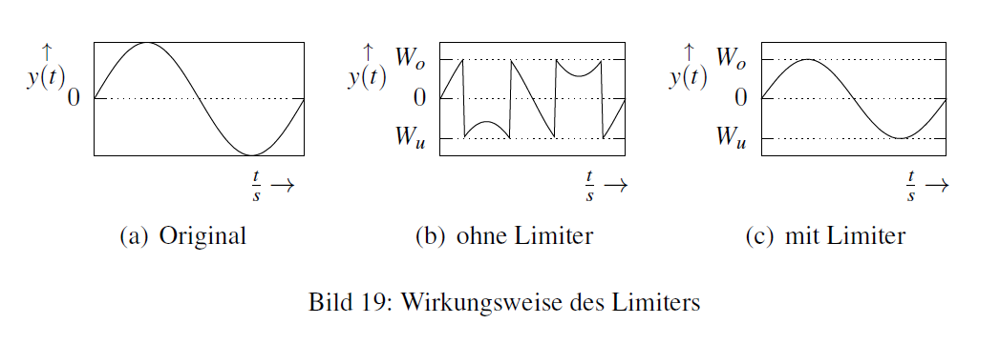 ↑ y(t) 0 t/s →
(a) Original
↑ y(t) W_o 0 W_u t/s →
(b) ohne Limiter
↑ y(t) W_o 0 W_u t/s →
(c) mit Limiter
Bild 19: Wirkungsweise des Limiters